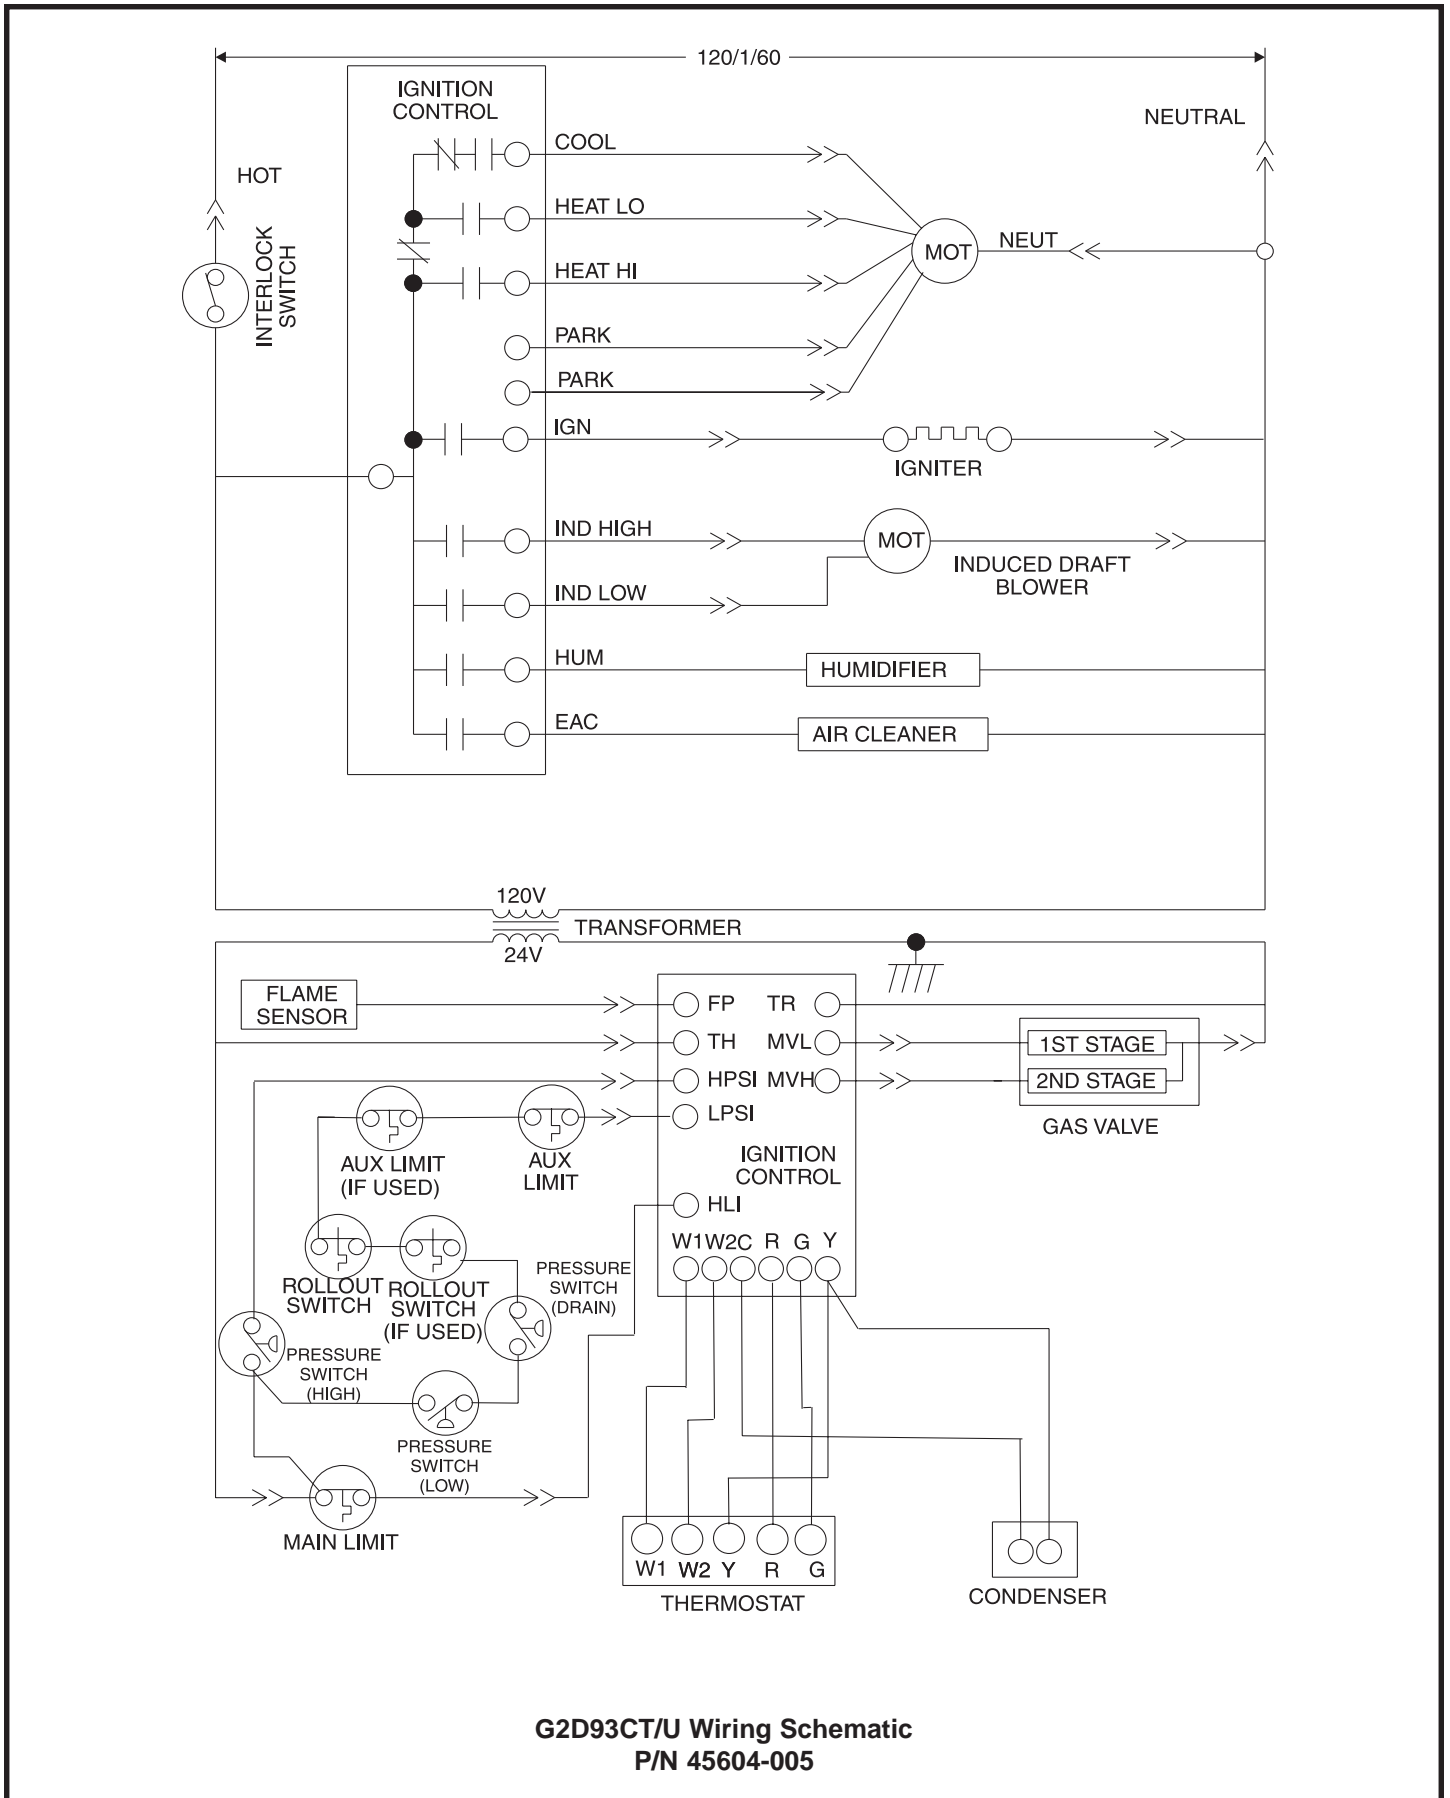 120/1/60
IGNITION
CONTROL
NEUTRAL
COOL
HOT
HEAT LO
INTERLOCK
SWITCH
MOT
NEUT
HEAT HI
PARK
PARK
IGN
IGNITER
IND HIGH
MOT
INDUCED DRAFT
BLOWER
IND LOW
HUM
HUMIDIFIER
EAC
AIR CLEANER
120V
TRANSFORMER
24V
FLAME
SENSOR
FP
TR
TH
MVL
1ST STAGE
HPSI
MVH
2ND STAGE
LPSI
GAS VALVE
AUX LIMIT
(IF USED)
AUX
LIMIT
IGNITION
CONTROL
HLI
W1 W2 C R G Y
ROLLOUT
SWITCH
ROLLOUT
SWITCH
(IF USED)
PRESSURE
SWITCH
(DRAIN)
PRESSURE
SWITCH
(HIGH)
PRESSURE
SWITCH
(LOW)
MAIN LIMIT
W1 W2 Y R G
THERMOSTAT
CONDENSER
G2D93CT/U Wiring Schematic
P/N 45604-005